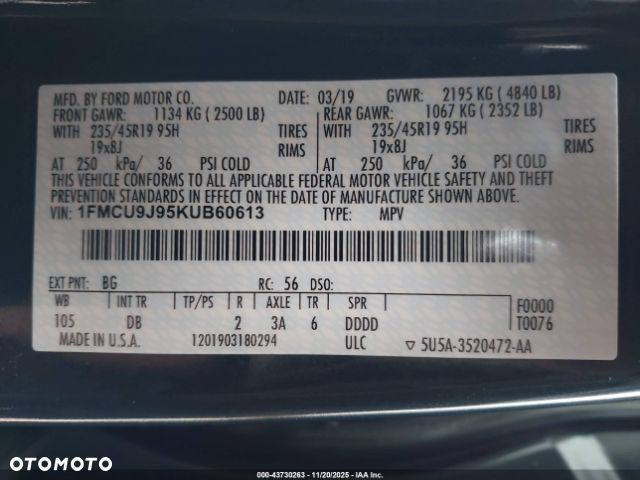 MFD. BY FORD MOTOR CO. DATE: 03/19 GVWR: 2195 KG ( 4840 LB)
FRONT GAWR: 1134 KG ( 2500 LB) REAR GAWR: 1067 KG ( 2352 LB)
WITH 235/45R19 95H TIRES WITH 235/45R19 95H TIRES
19x8J RIMS 19x8J RIMS
AT 250 kPa/ 36 PSI COLD AT 250 kPa/ 36 PSI COLD
THIS VEHICLE CONFORMS TO ALL APPLICABLE FEDERAL MOTOR VEHICLE SAFETY AND THEFT
PREVENTION STANDARDS IN EFFECT ON THE DATE OF MANUFACTURE SHOWN ABOVE.
VIN: 1FMCU9J95KUB60613 TYPE: MPV
EXT PNT: BG RC: 56 DSO:
WB INT TR TP/PS R AXLE TR SPR F0000
105 DB 2 3A 6 DDDD T0076
MADE IN U.S.A. 1201903180294 ULC ▽ 5U5A-3520472-AA
OTOMOTO
000-43730263 - 11/20/2025 - IAA Inc.